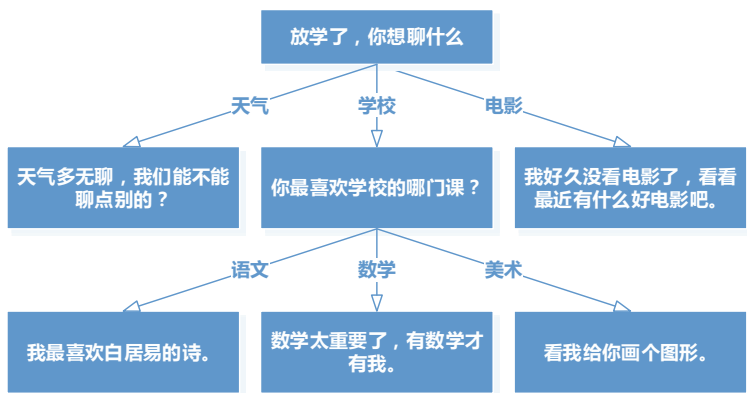 放学了，你想聊什么
天气
学校
电影
天气多无聊，我们能不能
聊点别的？
你最喜欢学校的哪门课？
我好久没看电影了，看看
最近有什么好电影吧。
语文
数学
美术
我最喜欢白居易的诗。
数学太重要了，有数学才
有我。
看我给你画个图形。